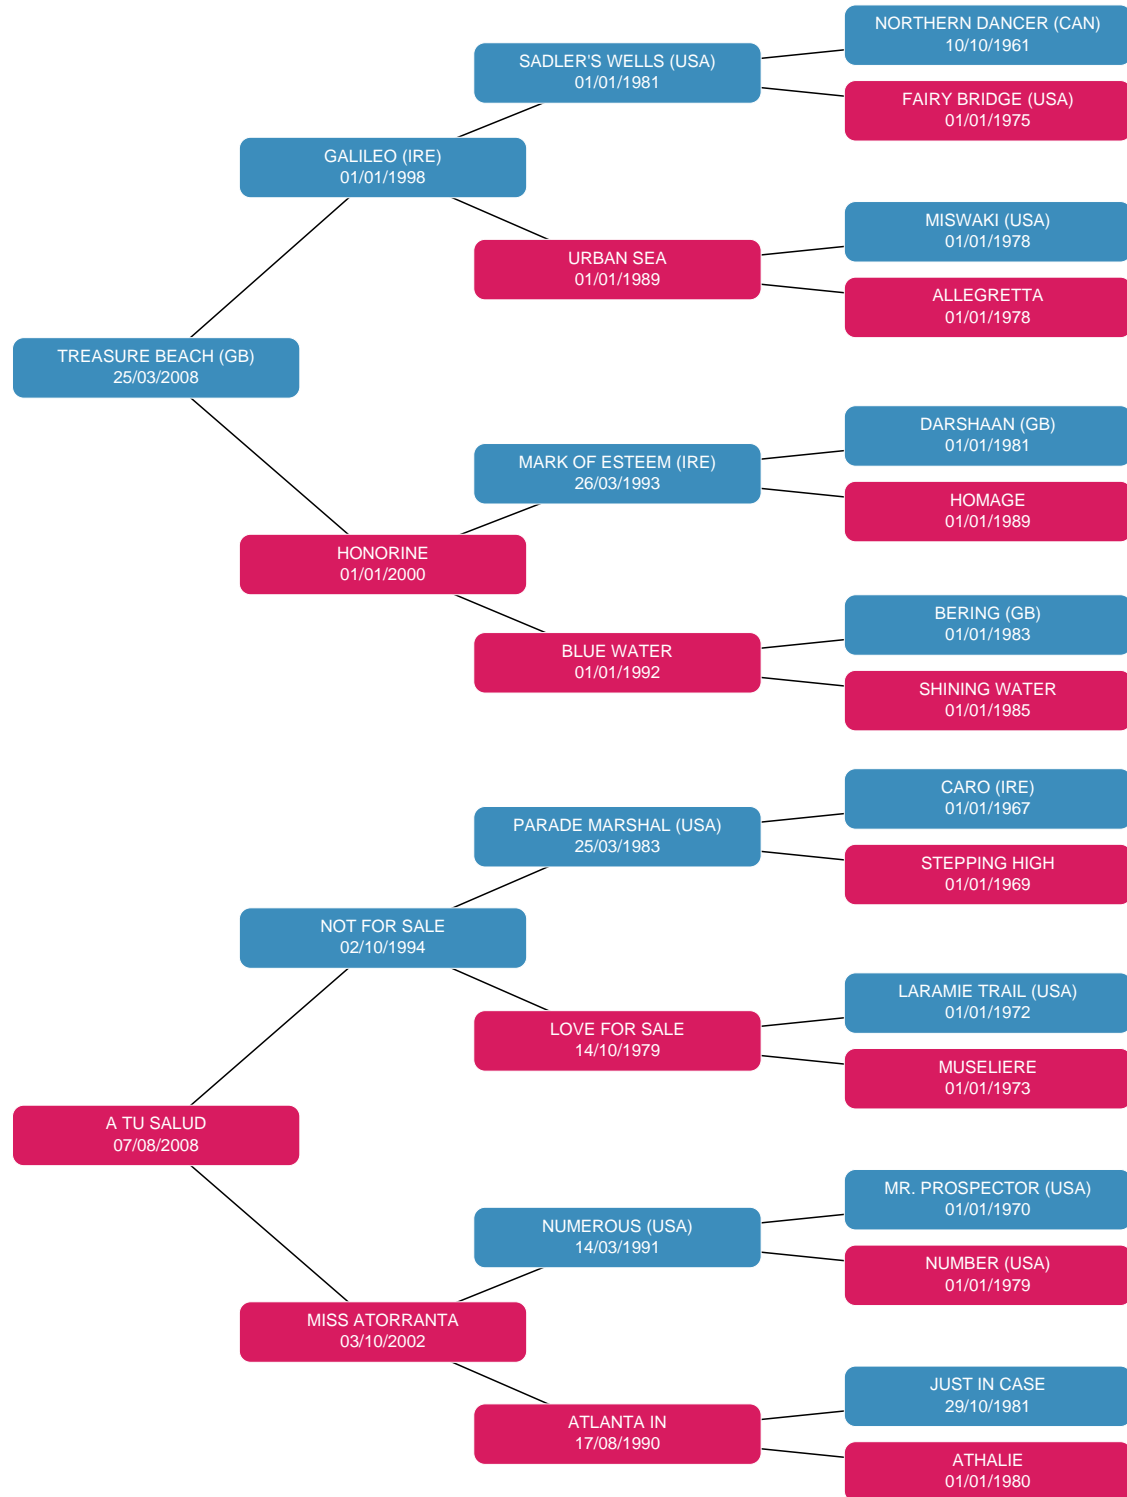 NORTHERN DANCER (CAN)
10/10/1961
SADLER'S WELLS (USA)
01/01/1981
FAIRY BRIDGE (USA)
01/01/1975
GALILEO (IRE)
01/01/1998
MISWAKI (USA)
01/01/1978
URBAN SEA
01/01/1989
ALLEGRETTA
01/01/1978
TREASURE BEACH (GB)
25/03/2008
DARSHAAN (GB)
01/01/1981
MARK OF ESTEEM (IRE)
26/03/1993
HOMAGE
01/01/1989
HONORINE
01/01/2000
BERING (GB)
01/01/1983
BLUE WATER
01/01/1992
SHINING WATER
01/01/1985
CARO (IRE)
01/01/1967
PARADE MARSHAL (USA)
25/03/1983
STEPPING HIGH
01/01/1969
NOT FOR SALE
02/10/1994
LARAMIE TRAIL (USA)
01/01/1972
LOVE FOR SALE
14/10/1979
MUSELIERE
01/01/1973
A TU SALUD
07/08/2008
MR. PROSPECTOR (USA)
01/01/1970
NUMEROUS (USA)
14/03/1991
NUMBER (USA)
01/01/1979
MISS ATORRANTA
03/10/2002
JUST IN CASE
29/10/1981
ATLANTA IN
17/08/1990
ATHALIE
01/01/1980